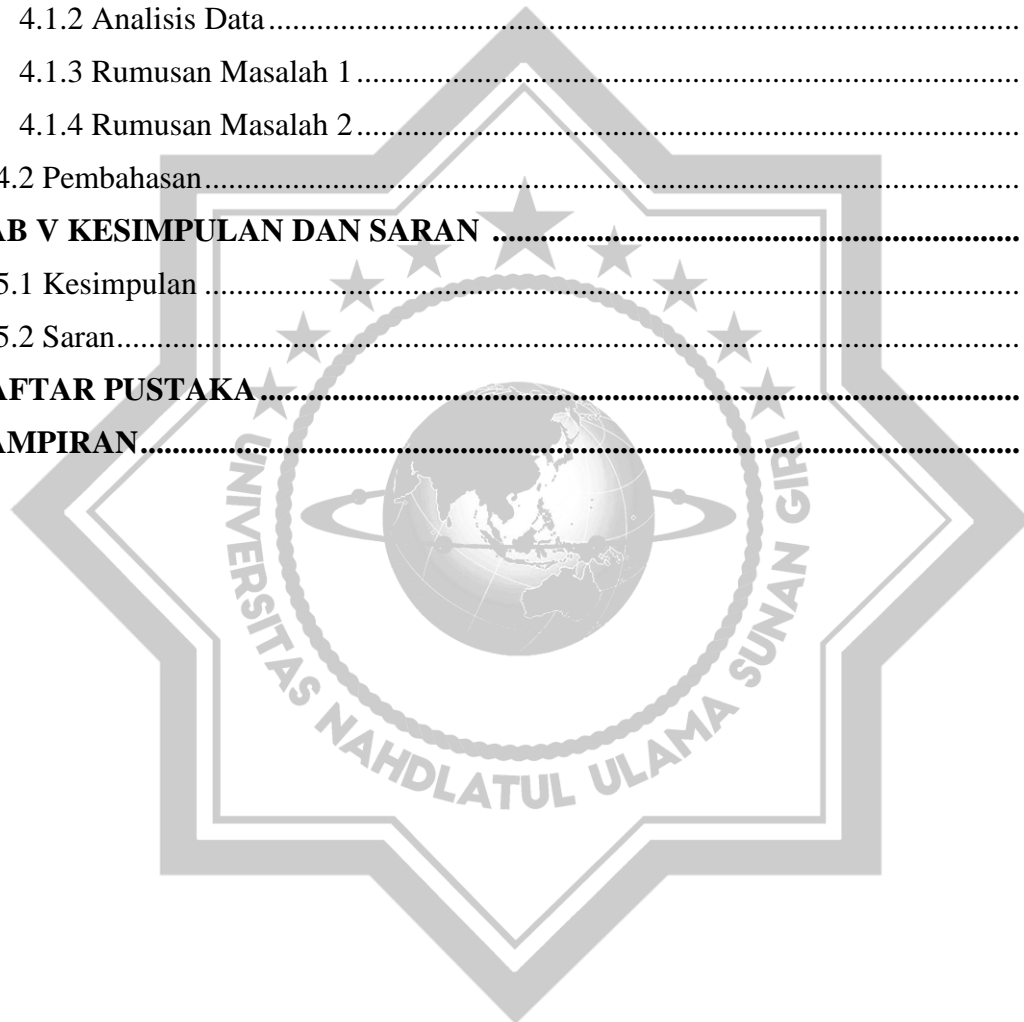 4.1.2 Analisis Data........................................................................................
4.1.3 Rumusan Masalah 1............................................................................
4.1.4 Rumusan Masalah 2............................................................................
4.2 Pembahasan...............................................................................................
AB V KESIMPULAN DAN SARAN ..............................................................
5.1 Kesimpulan ...............................................................................................
5.2 Saran..........................................................................................................
AFTAR PUSTAKA..........................................................................................
AMPIRAN.........................................................................................................
UNIVERSITAS NAHDLATUL ULAMA SUNAN GIRI